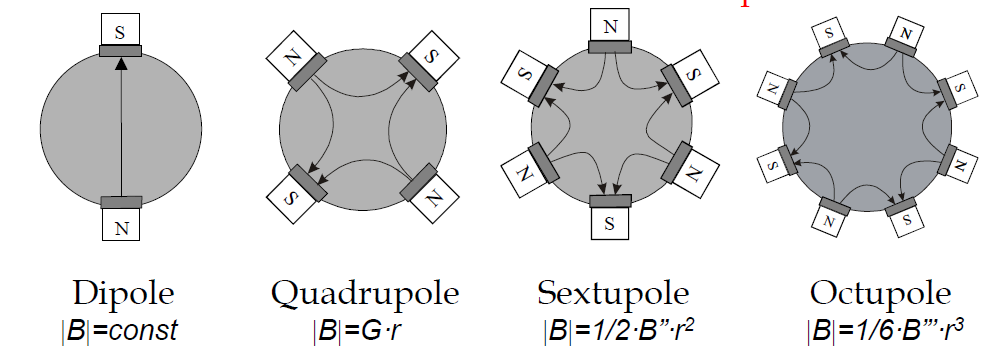 S
N
N
S
S
N
N
S
S
N
N
S
S
N
N
S
S
N
N
S
Dipole
|B|=const
Quadrupole
|B|=G·r
Sextupole
|B|=1/2·B”·r²
Octupole
|B|=1/6·B”’·r³